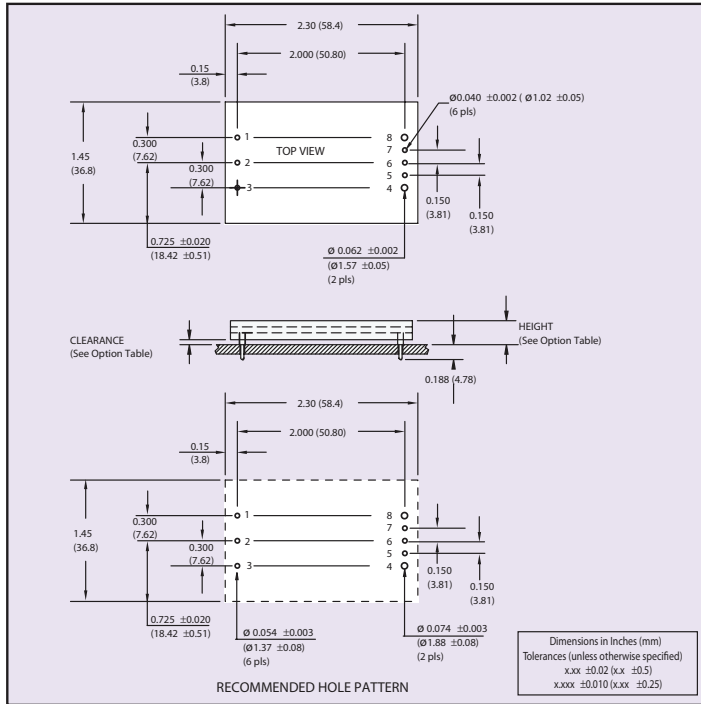 2.30 (58.4)
2.000 (50.80)
0.15
(3.8)
Ø0.040 ±0.002 ( Ø1.02 ±0.05)
(6 pls)
1.45
(36.8)
0.300
(7.62)
0.300
(7.62)
1
2
3
TOP VIEW
8
7
6
5
4
0.150
(3.81)
0.150
(3.81)
0.725 ±0.020
(18.42 ±0.51)
Ø 0.062 ±0.002
(Ø1.57 ±0.05)
(2 pls)
CLEARANCE
(See Option Table)
HEIGHT
(See Option Table)
0.188 (4.78)
2.30 (58.4)
2.000 (50.80)
0.15
(3.8)
1.45
(36.8)
0.300
(7.62)
0.300
(7.62)
1
2
3
8
7
6
5
4
0.150
(3.81)
0.150
(3.81)
0.725 ±0.020
(18.42 ±0.51)
Ø 0.054 ±0.003
(Ø1.37 ±0.08)
(6 pls)
Ø 0.074 ±0.003
(Ø1.88 ±0.08)
(2 pls)
RECOMMENDED HOLE PATTERN
Dimensions in Inches (mm)
Tolerances (unless otherwise specified)
x.xx ±0.02 (x.x ±0.5)
x.xxx ±0.010 (x.xx ±0.25)